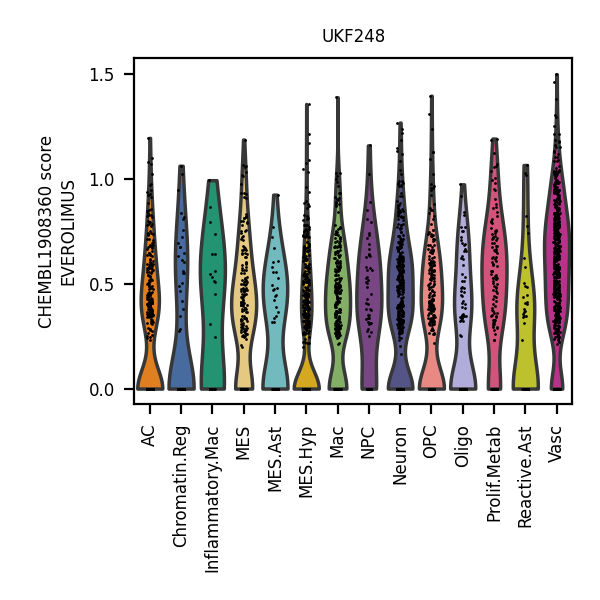 UKF248
CHEMBL1908360 score
EVEROLIMUS
1.5
1.0
0.5
0.0
AC
Chromatin.Reg
Inflammatory.Mac
MES
MES.Ast
MES.Hyp
Mac
NPC
Neuron
OPC
Oligo
Prolif.Metab
Reactive.Ast
Vasc